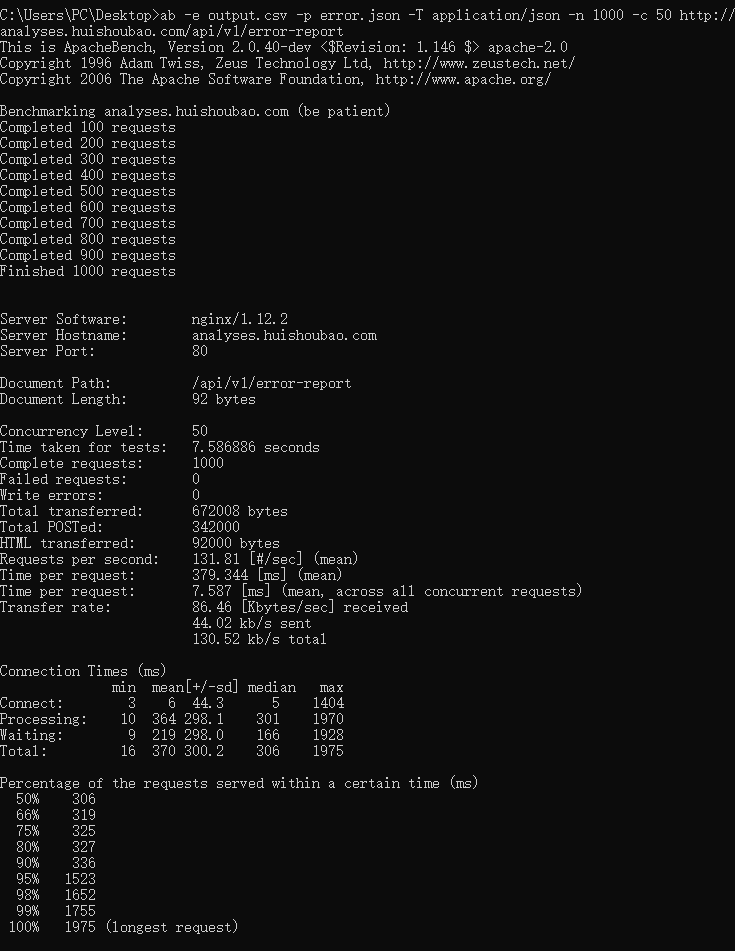 C:\Users\PC\Desktop>ab -e output.csv -p error.json -T application/json -n 1000 -c 50 http://
analyses.huishoubao.com/api/v1/error-report
This is ApacheBench, Version 2.0.40-dev <$Revision: 1.146 $> apache-2.0
Copyright 1996 Adam Twiss, Zeus Technology Ltd, http://www.zeustech.net/
Copyright 2006 The Apache Software Foundation, http://www.apache.org/

Benchmarking analyses.huishoubao.com (be patient)
Completed 100 requests
Completed 200 requests
Completed 300 requests
Completed 400 requests
Completed 500 requests
Completed 600 requests
Completed 700 requests
Completed 800 requests
Completed 900 requests
Finished 1000 requests

Server Software:        nginx/1.12.2
Server Hostname:        analyses.huishoubao.com
Server Port:            80

Document Path:          /api/v1/error-report
Document Length:        92 bytes

Concurrency Level:      50
Time taken for tests:   7.586886 seconds
Complete requests:      1000
Failed requests:        0
Write errors:           0
Total transferred:      672008 bytes
Total POSTed:           342000
HTML transferred:       92000 bytes
Requests per second:    131.81 [#/sec] (mean)
Time per request:       379.344 [ms] (mean)
Time per request:       7.587 [ms] (mean, across all concurrent requests)
Transfer rate:          86.46 [Kbytes/sec] received
                        44.02 kb/s sent
                        130.52 kb/s total

Connection Times (ms)
              min  mean[+/-sd] median   max
Connect:        3    6  44.3      5    1404
Processing:    10  364 298.1    301    1970
Waiting:        9  219 298.0    166    1928
Total:         16  370 300.2    306    1975

Percentage of the requests served within a certain time (ms)
  50%    306
  66%    319
  75%    325
  80%    327
  90%    336
  95%   1523
  98%   1652
  99%   1755
 100%   1975 (longest request)